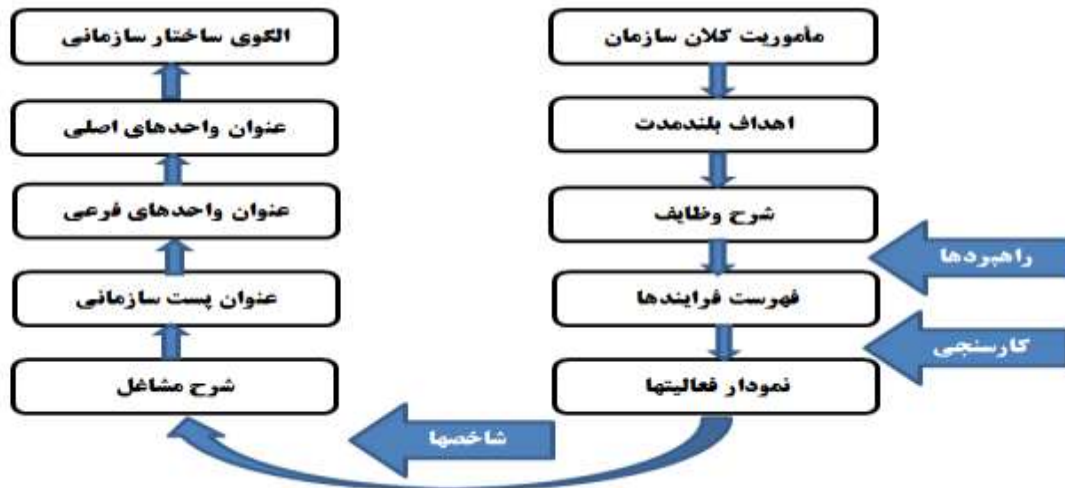 مأموریت کلان سازمان
اهداف بلندمدت
شرح وظایف
راهبردها
فهرست فرایندها
کارسنجی
نمودار فعالیتها
شاخصها
شرح مشاغل
عنوان پست سازمانی
عنوان واحدهای فرعی
عنوان واحدهای اصلی
الگوی ساختار سازمانی